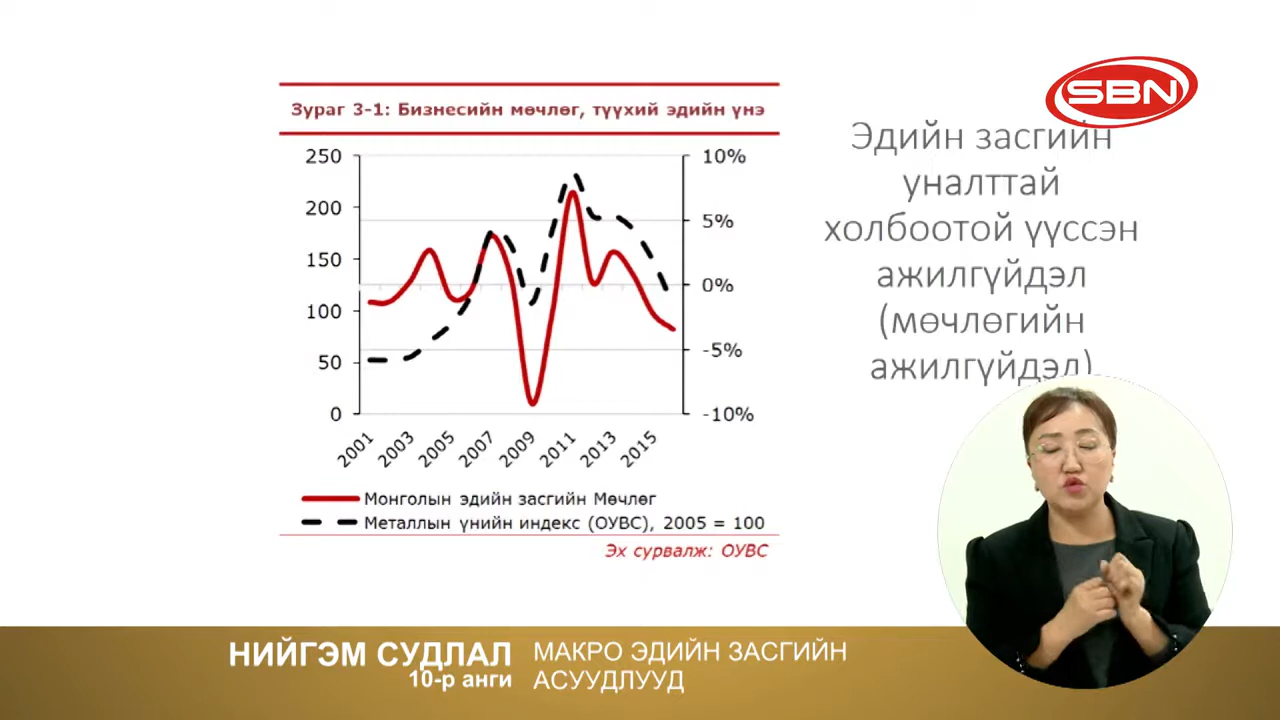 SBN
Зураг 3-1: Бизнесийн мөчлөг, түүхий эдийн үнэ
250
200
150
100
50
0
10%
5%
0%
-5%
-10%
2001
2003
2005
2007
2009
2011
2013
2015
Монголын эдийн засгийн Мөчлөг
Металлын үнийн индекс (ОУВС), 2005 = 100
Эх сурвалж: ОУВС
Эдийн засгийн
уналттай
холбоотой үүссэн
ажилгүйдэл
(мөчлөгийн
ажилгүйдэл)
НИЙГЭМ СУДЛАЛ
10-р анги
МАКРО ЭДИЙН ЗАСГИЙН
АСУУДЛУУД